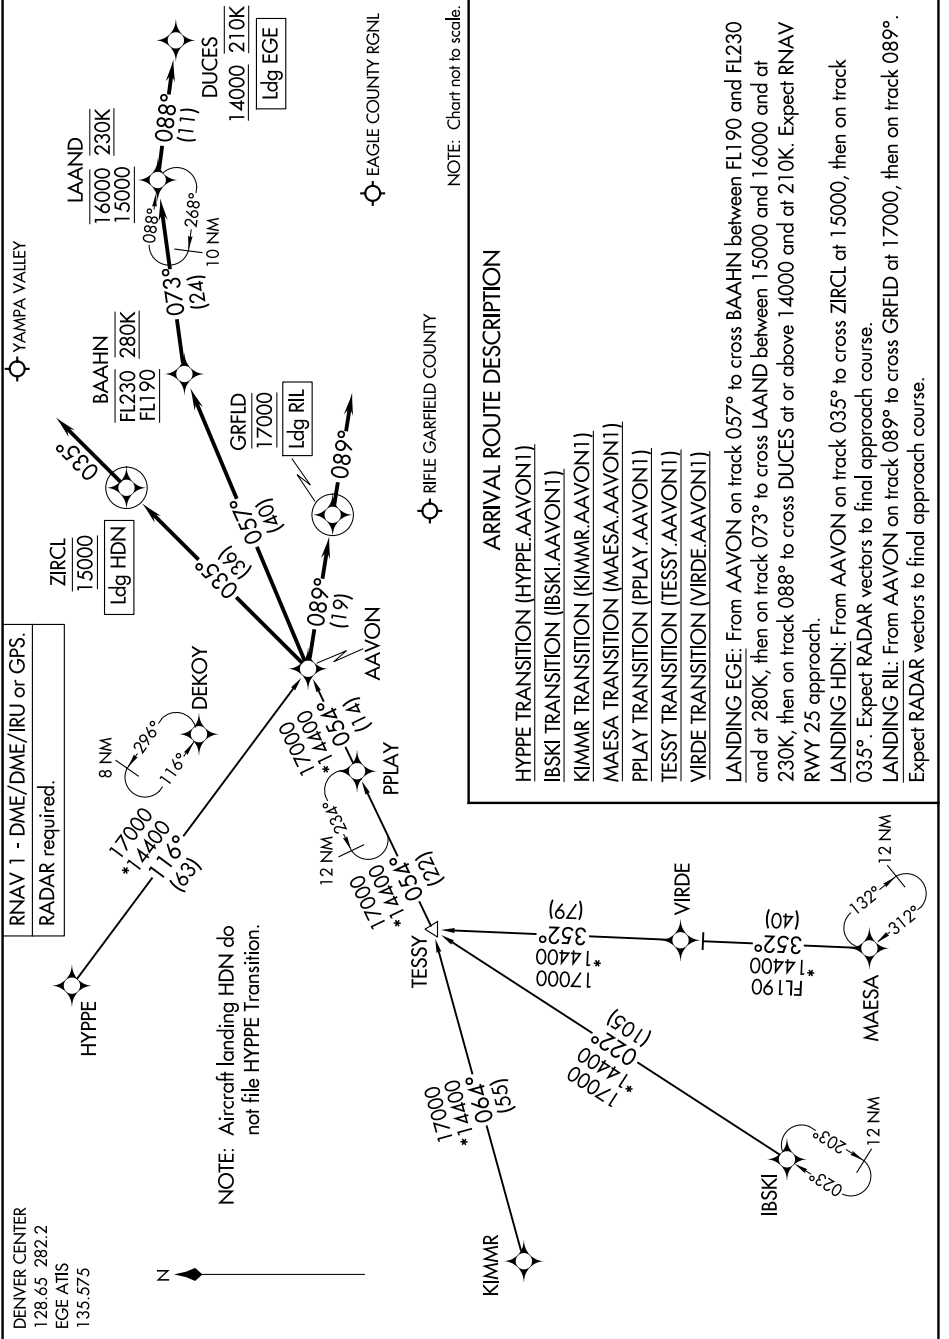 DENVER CENTER
128.65 282.2
EGE ATIS
135.575
RNAV 1 - DME/DME/IRU or GPS.
RADAR required.
NOTE: Aircraft landing HDN do
not file HYPPE Transition.
N
HYPPE
17000
*14400
116°
(63)
8 NM
296°
116°
DEKOY
ZIRCL
15000
Ldg HDN
035°
(36)
035°
YAMPA VALLEY
BAAHN
FL230 280K
FL190
057°
(40)
073°
(24)
LAAND
16000 230K
15000
088°
268°
10 NM
088°
(11)
DUCES
14000 210K
Ldg EGE
EAGLE COUNTY RGNL
GRFLD
17000
Ldg RIL
089°
(19)
089°
RIFLE GARFIELD COUNTY
AAVON
17000
*14400
054°
(14)
PPLAY
12 NM
234°
17000
*14400
054°
(22)
TESSY
KIMMR
17000
*14400
064°
(55)
IBSKI
023°
203°
12 NM
17000
*14400
022°
(105)
17000
*14400
352°
(79)
VIRDE
FL190
*14400
352°
(40)
MAESA
132°
312°
12 NM
NOTE: Chart not to scale.
ARRIVAL ROUTE DESCRIPTION
HYPPE TRANSITION (HYPPE.AAVON1)
IBSKI TRANSITION (IBSKI.AAVON1)
KIMMR TRANSITION (KIMMR.AAVON1)
MAESA TRANSITION (MAESA.AAVON1)
PPLAY TRANSITION (PPLAY.AAVON1)
TESSY TRANSITION (TESSY.AAVON1)
VIRDE TRANSITION (VIRDE.AAVON1)
LANDING EGE: From AAVON on track 057° to cross BAAHN between FL190 and FL230
and at 280K, then on track 073° to cross LAAND between 15000 and 16000 and at
230K, then on track 088° to cross DUCES at or above 14000 and at 210K. Expect RNAV
RWY 25 approach.
LANDING HDN: From AAVON on track 035° to cross ZIRCL at 15000, then on track
035°. Expect RADAR vectors to final approach course.
LANDING RIL: From AAVON on track 089° to cross GRFLD at 17000, then on track 089°.
Expect RADAR vectors to final approach course.